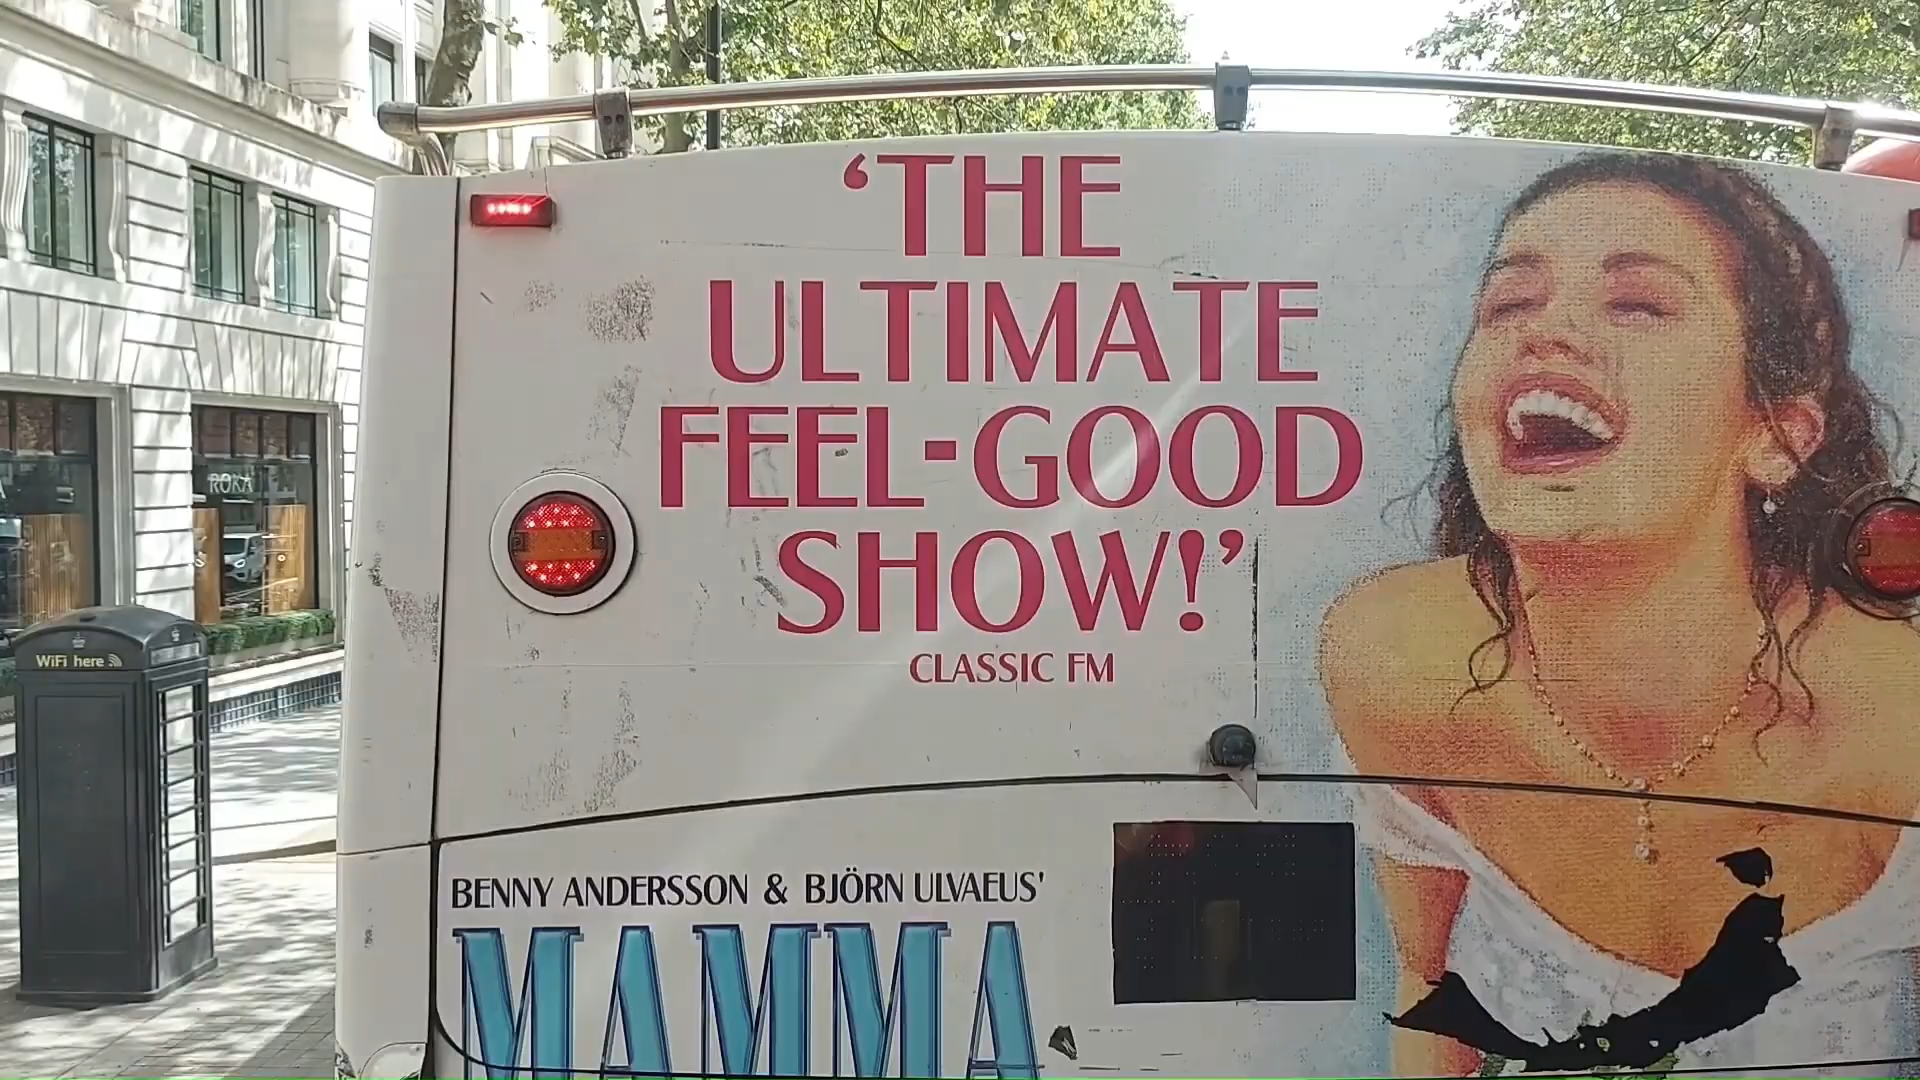 ‘THE
ULTIMATE
FEEL-GOOD
SHOW!’
CLASSIC FM
BENNY ANDERSSON & BJÖRN ULVAEUS'
MAMMA
ROKA
WiFi here